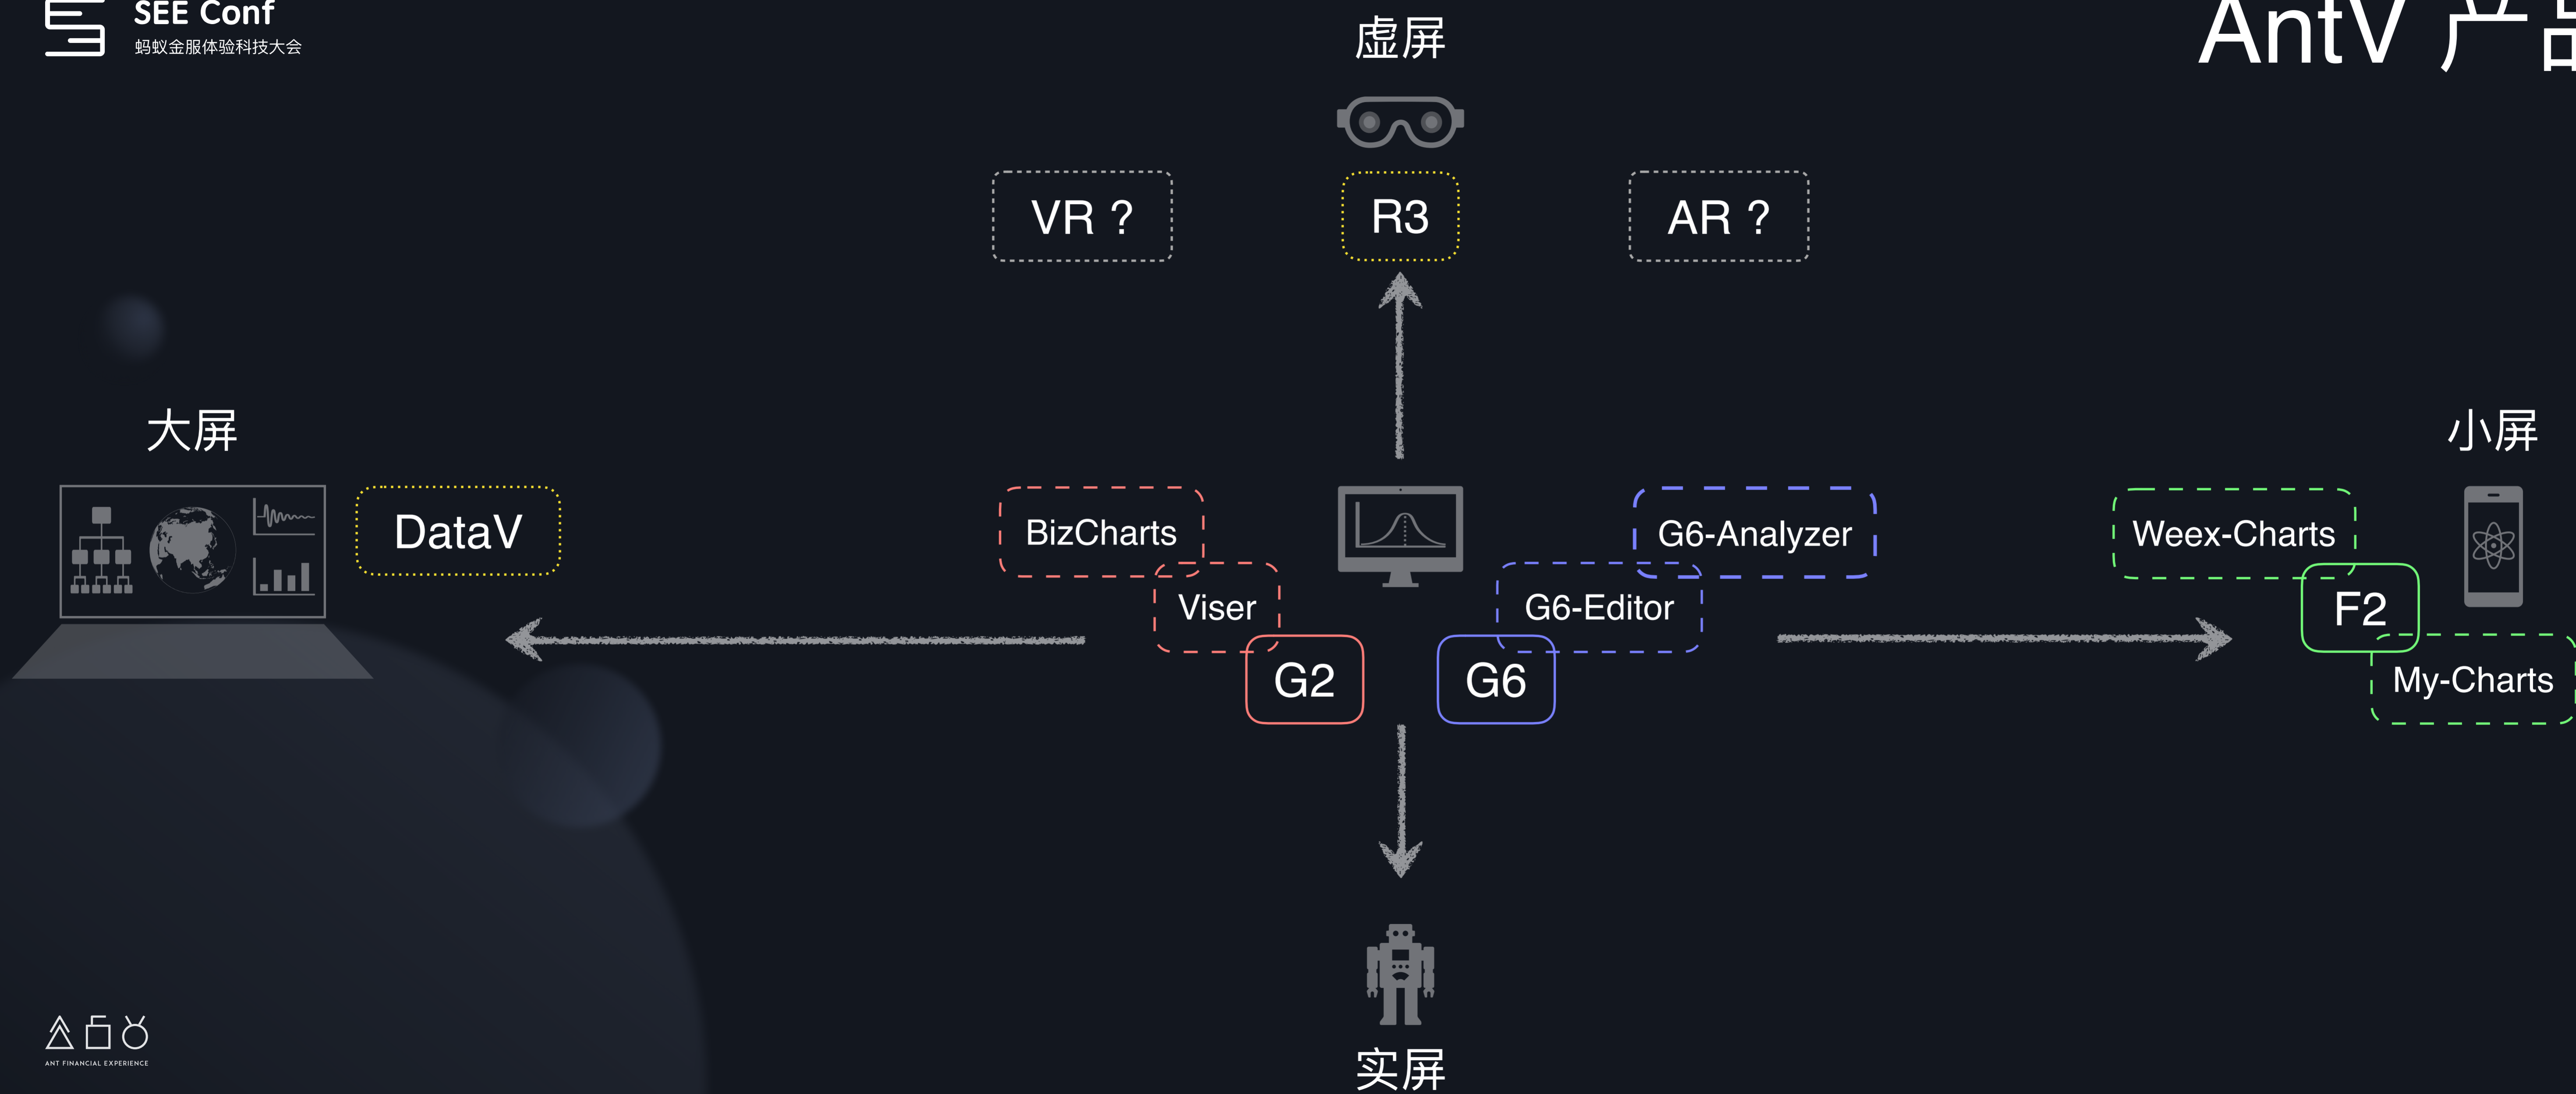 SEE Conf
蚂蚁金服体验科技大会
AntV 产品
虚屏
VR ?
R3
AR ?
大屏
小屏
DataV
BizCharts
Viser
G2
G6-Analyzer
G6-Editor
G6
Weex-Charts
F2
My-Charts
实屏
ANT FINANCIAL EXPERIENCE